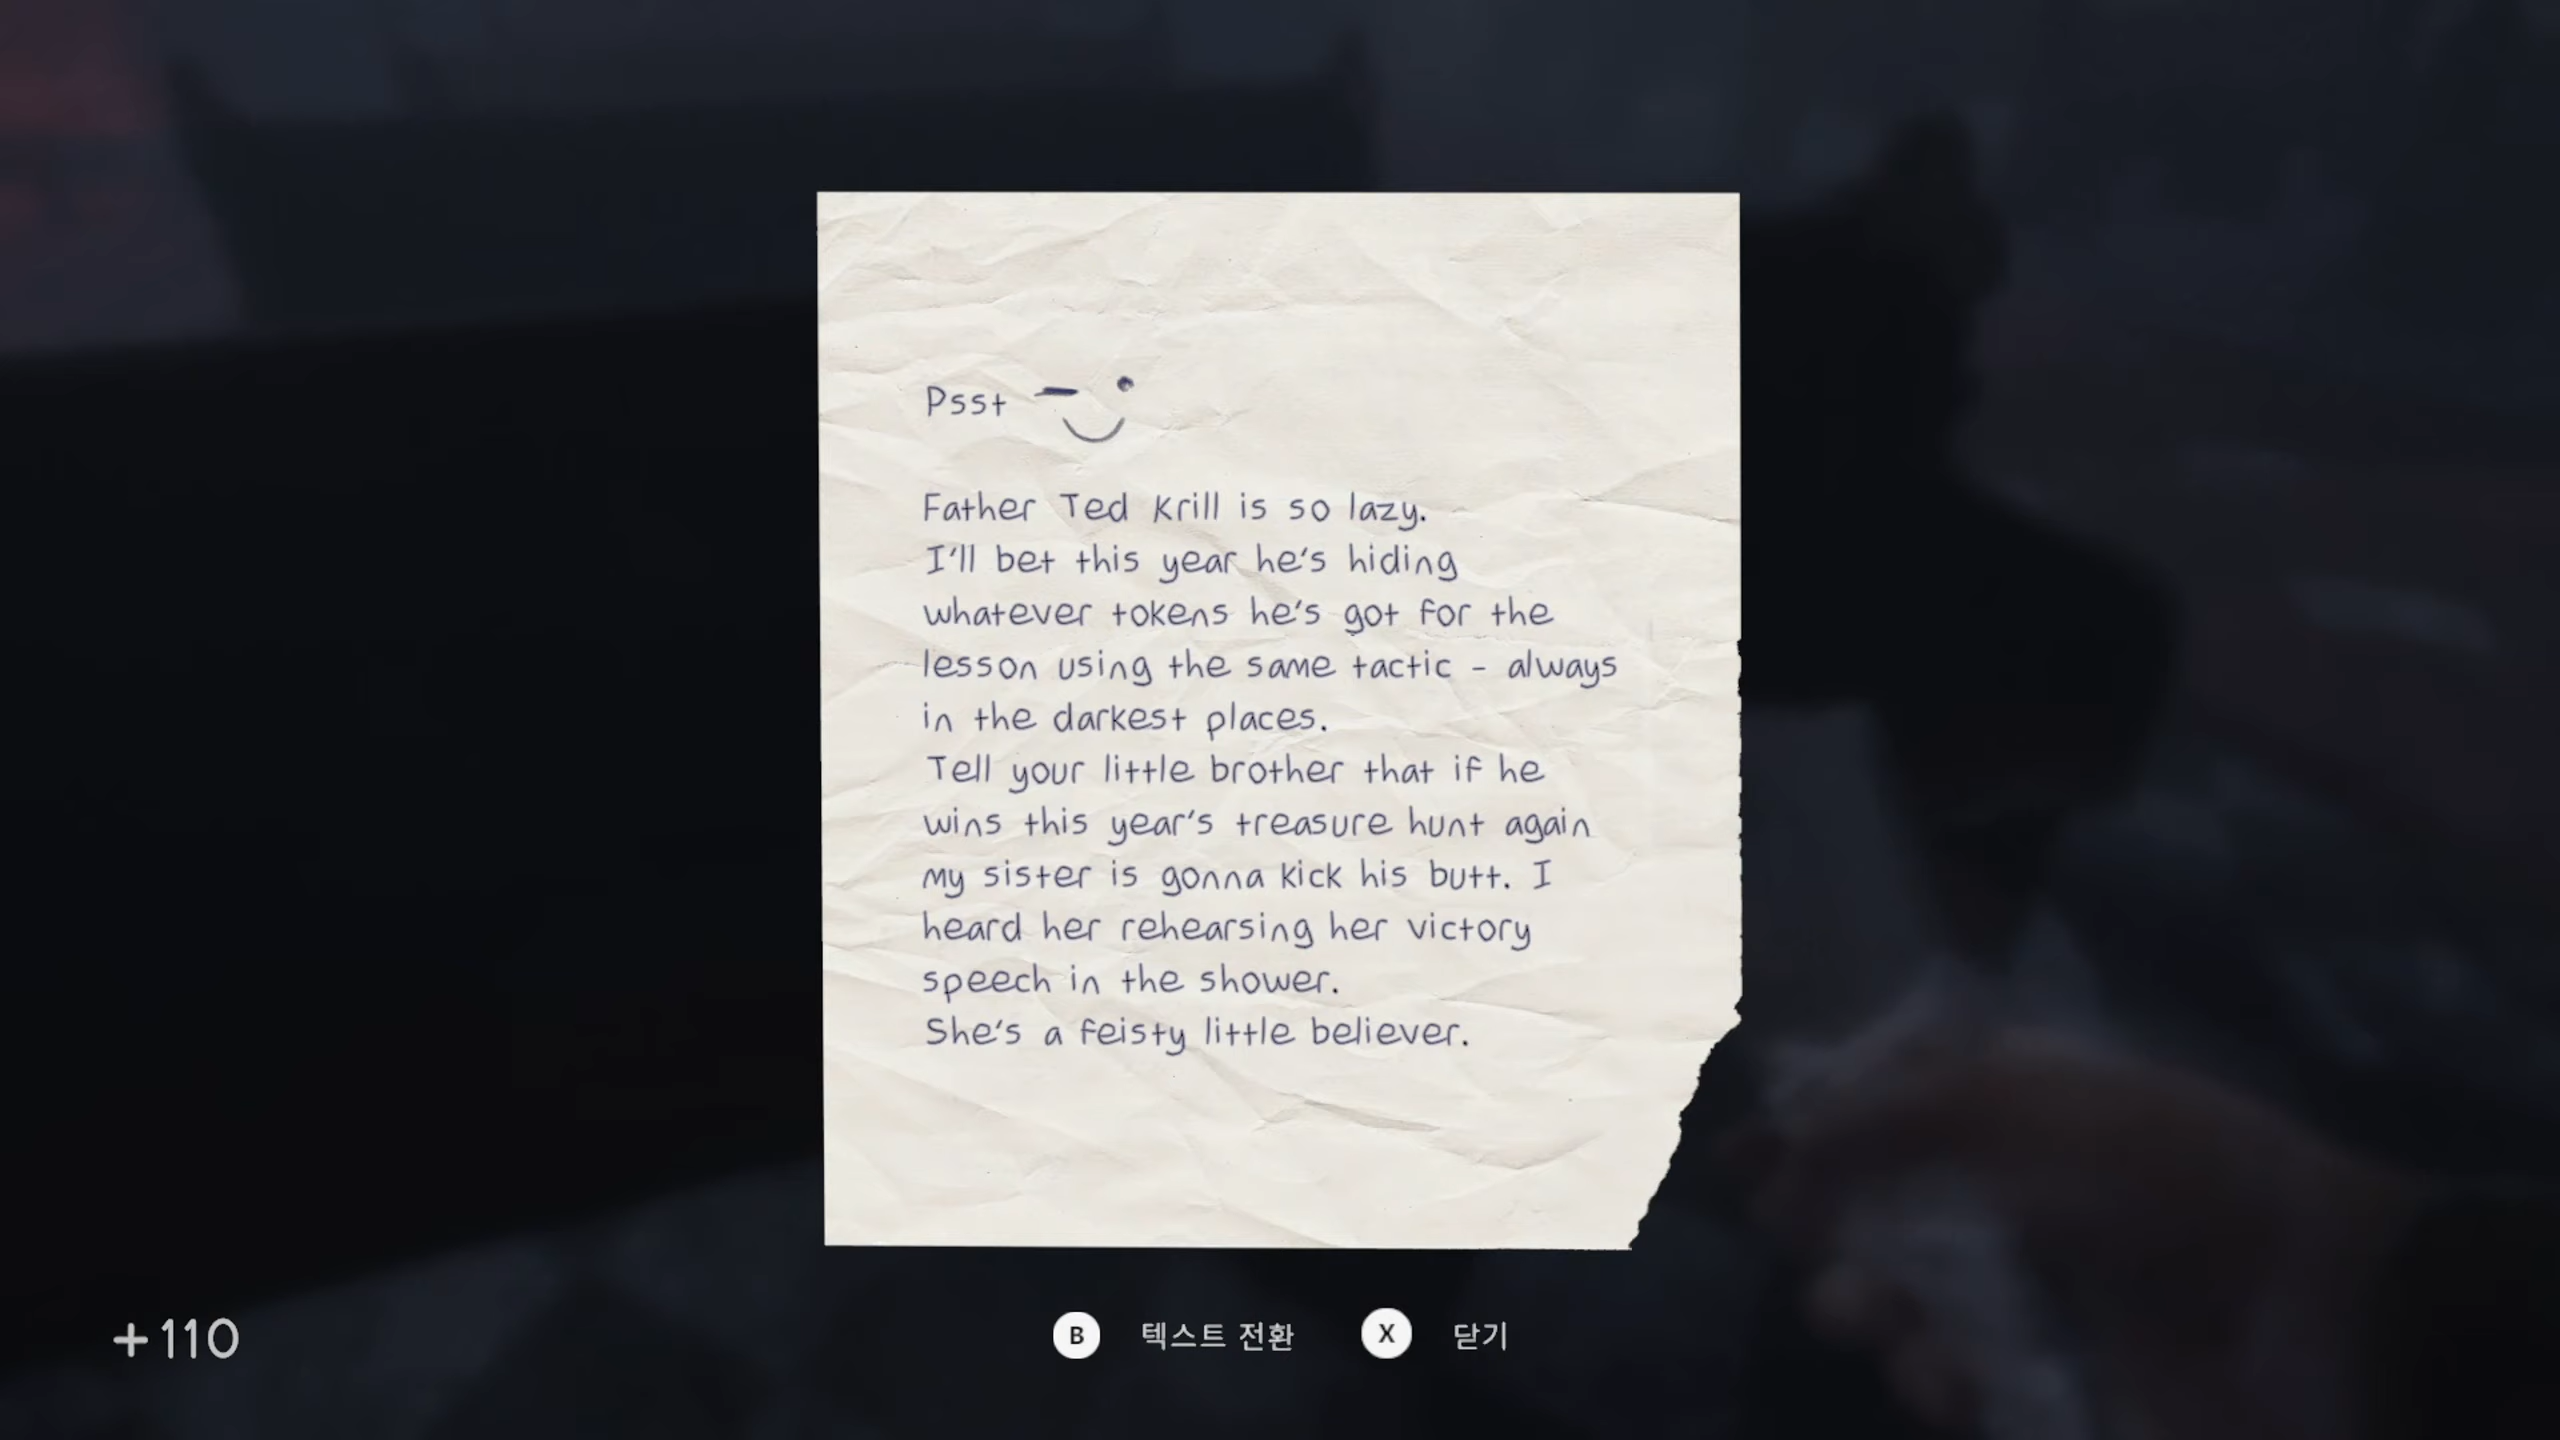 Psst
Father Ted Krill is so lazy.
I'll bet this year he's hiding
whatever tokens he's got for the
lesson using the same tactic - always
in the darkest places.
Tell your little brother that if he
wins this year's treasure hunt again
my sister is gonna kick his butt. I
heard her rehearsing her victory
speech in the shower.
She's a feisty little believer.
+110
B 텍스트 전환 X 닫기